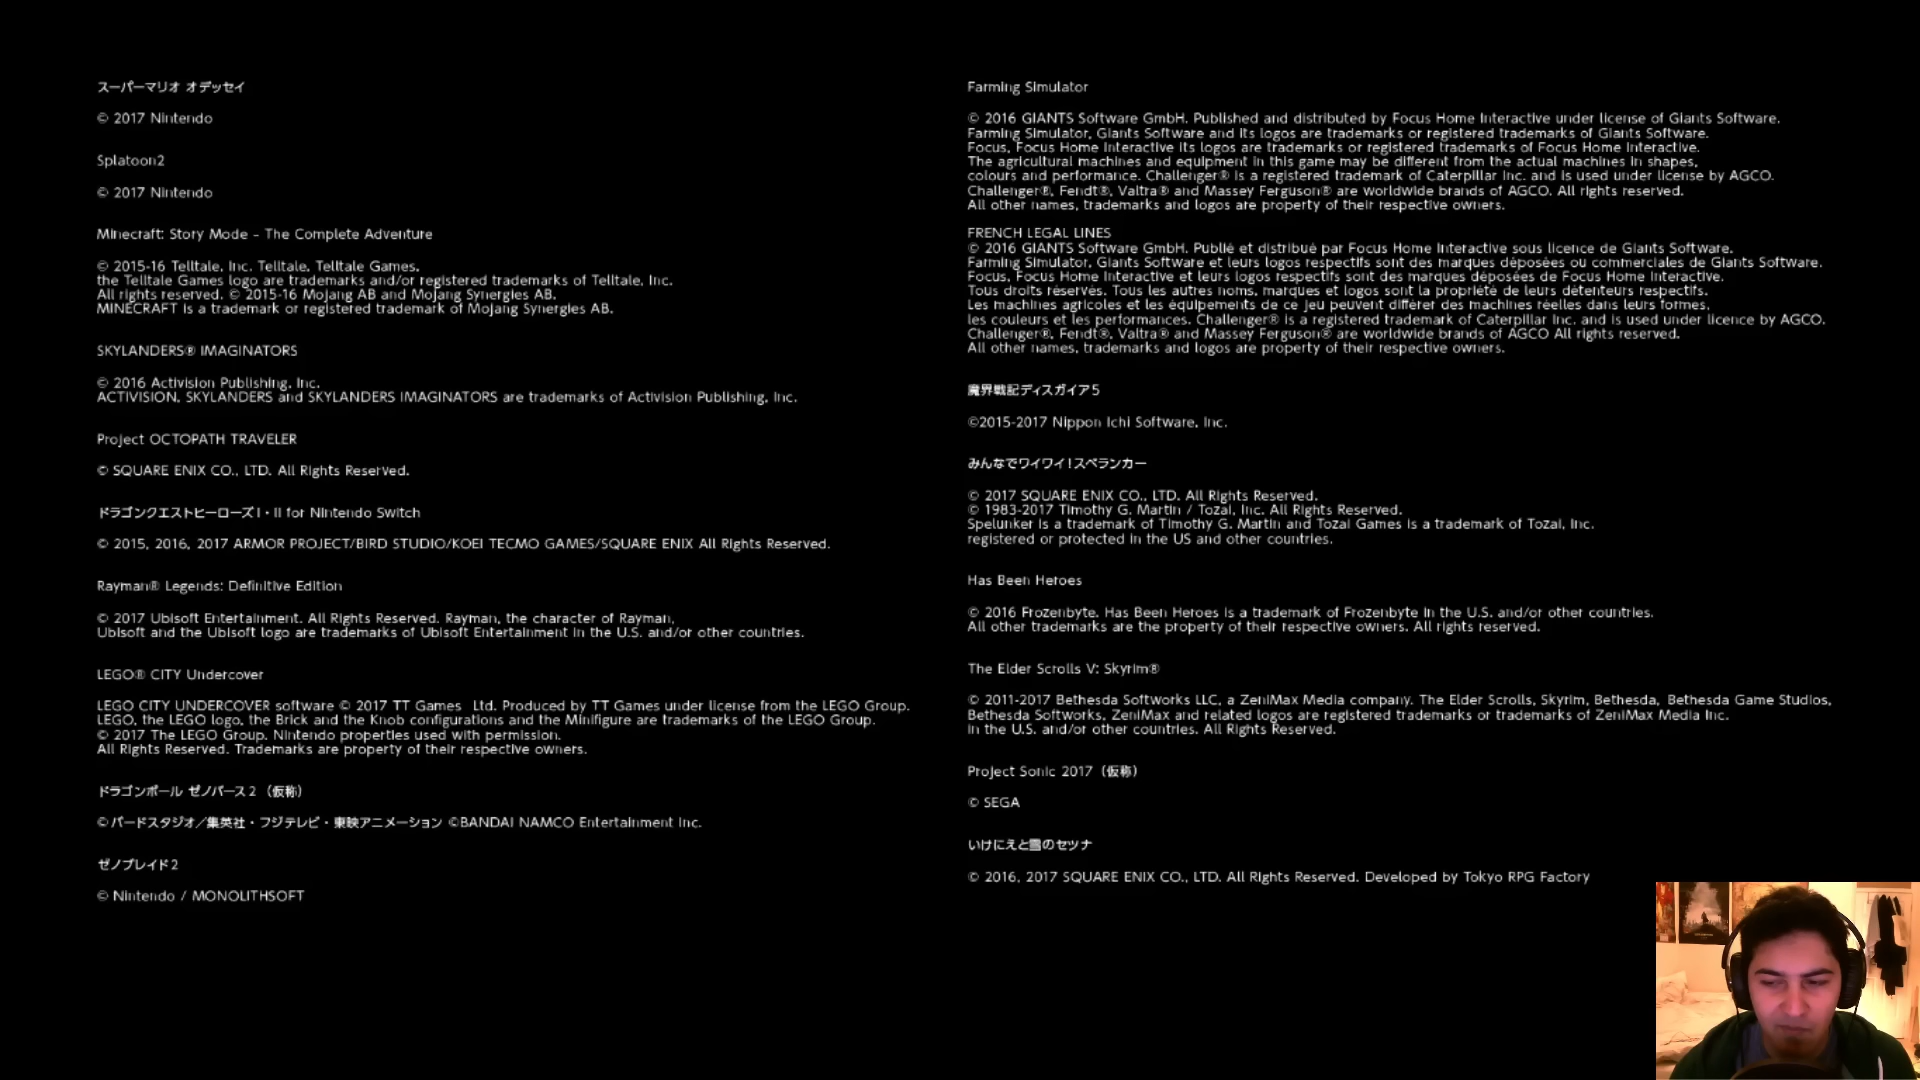 スーパーマリオ オデッセイ
© 2017 Nintendo
Splatoon2
© 2017 Nintendo
Minecraft: Story Mode - The Complete Adventure
© 2015-16 Telltale, Inc. Telltale, Telltale Games,
the Telltale Games logo are trademarks and/or registered trademarks of Telltale, Inc.
All rights reserved. © 2015-16 Mojang AB and Mojang Synergies AB.
MINECRAFT is a trademark or registered trademark of Mojang Synergies AB.
SKYLANDERS® IMAGINATORS
© 2016 Activision Publishing, Inc.
ACTIVISION, SKYLANDERS and SKYLANDERS IMAGINATORS are trademarks of Activision Publishing, Inc.
Project OCTOPATH TRAVELER
© SQUARE ENIX CO., LTD. All Rights Reserved.
ドラゴンクエストヒーローズI・II for Nintendo Switch
© 2015, 2016, 2017 ARMOR PROJECT/BIRD STUDIO/KOEI TECMO GAMES/SQUARE ENIX All Rights Reserved.
Rayman® Legends: Definitive Edition
© 2017 Ubisoft Entertainment. All Rights Reserved. Rayman, the character of Rayman,
Ubisoft and the Ubisoft logo are trademarks of Ubisoft Entertainment in the U.S. and/or other countries.
LEGO® CITY Undercover
LEGO CITY UNDERCOVER software © 2017 TT Games Ltd. Produced by TT Games under license from the LEGO Group.
LEGO, the LEGO logo, the Brick and the Knob configurations and the Minifigure are trademarks of the LEGO Group.
© 2017 The LEGO Group. Nintendo properties used with permission.
All Rights Reserved. Trademarks are property of their respective owners.
ドラゴンボール ゼノバース2（仮称）
©バードスタジオ／集英社・フジテレビ・東映アニメーション ©BANDAI NAMCO Entertainment Inc.
ゼノブレイド2
© Nintendo / MONOLITHSOFT
Farming Simulator
© 2016 GIANTS Software GmbH. Published and distributed by Focus Home Interactive under license of Giants Software.
Farming Simulator, Giants Software and its logos are trademarks or registered trademarks of Giants Software.
Focus, Focus Home Interactive its logos are trademarks or registered trademarks of Focus Home Interactive.
The agricultural machines and equipment in this game may be different from the actual machines in shapes,
colours and performance. Challenger® is a registered trademark of Caterpillar Inc. and is used under license by AGCO.
Challenger®, Fendt®, Valtra® and Massey Ferguson® are worldwide brands of AGCO. All rights reserved.
All other names, trademarks and logos are property of their respective owners.
FRENCH LEGAL LINES
© 2016 GIANTS Software GmbH. Publié et distribué par Focus Home Interactive sous licence de Giants Software.
Farming Simulator, Giants Software et leurs logos respectifs sont des marques déposées ou commerciales de Giants Software.
Focus, Focus Home Interactive et leurs logos respectifs sont des marques déposées de Focus Home Interactive.
Tous droits réservés. Tous les autres noms, marques et logos sont la propriété de leurs détenteurs respectifs.
Les machines agricoles et les équipements de ce jeu peuvent différer des machines réelles dans leurs formes,
les couleurs et les performances. Challenger® is a registered trademark of Caterpillar Inc. and is used under licence by AGCO.
Challenger®, Fendt®, Valtra® and Massey Ferguson® are worldwide brands of AGCO All rights reserved.
All other names, trademarks and logos are property of their respective owners.
魔界戦記ディスガイア5
©2015-2017 Nippon Ichi Software, Inc.
みんなでワイワイ！スペランカー
© 2017 SQUARE ENIX CO., LTD. All Rights Reserved.
© 1983-2017 Timothy G. Martin / Tozai, Inc. All Rights Reserved.
Spelunker is a trademark of Timothy G. Martin and Tozai Games is a trademark of Tozai, Inc.
registered or protected in the US and other countries.
Has Been Heroes
© 2016 Frozenbyte. Has Been Heroes is a trademark of Frozenbyte in the U.S. and/or other countries.
All other trademarks are the property of their respective owners. All rights reserved.
The Elder Scrolls V: Skyrim®
© 2011-2017 Bethesda Softworks LLC, a ZeniMax Media company. The Elder Scrolls, Skyrim, Bethesda, Bethesda Game Studios,
Bethesda Softworks, ZeniMax and related logos are registered trademarks or trademarks of ZeniMax Media Inc.
in the U.S. and/or other countries. All Rights Reserved.
Project Sonic 2017（仮称）
© SEGA
いけにえと雪のセツナ
© 2016, 2017 SQUARE ENIX CO., LTD. All Rights Reserved. Developed by Tokyo RPG Factory